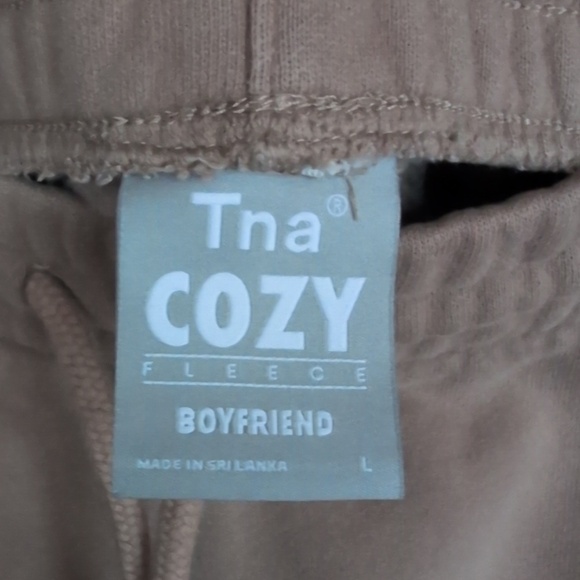 Tna®
COZY
FLEECE
BOYFRIEND
MADE IN SRI LANKA L